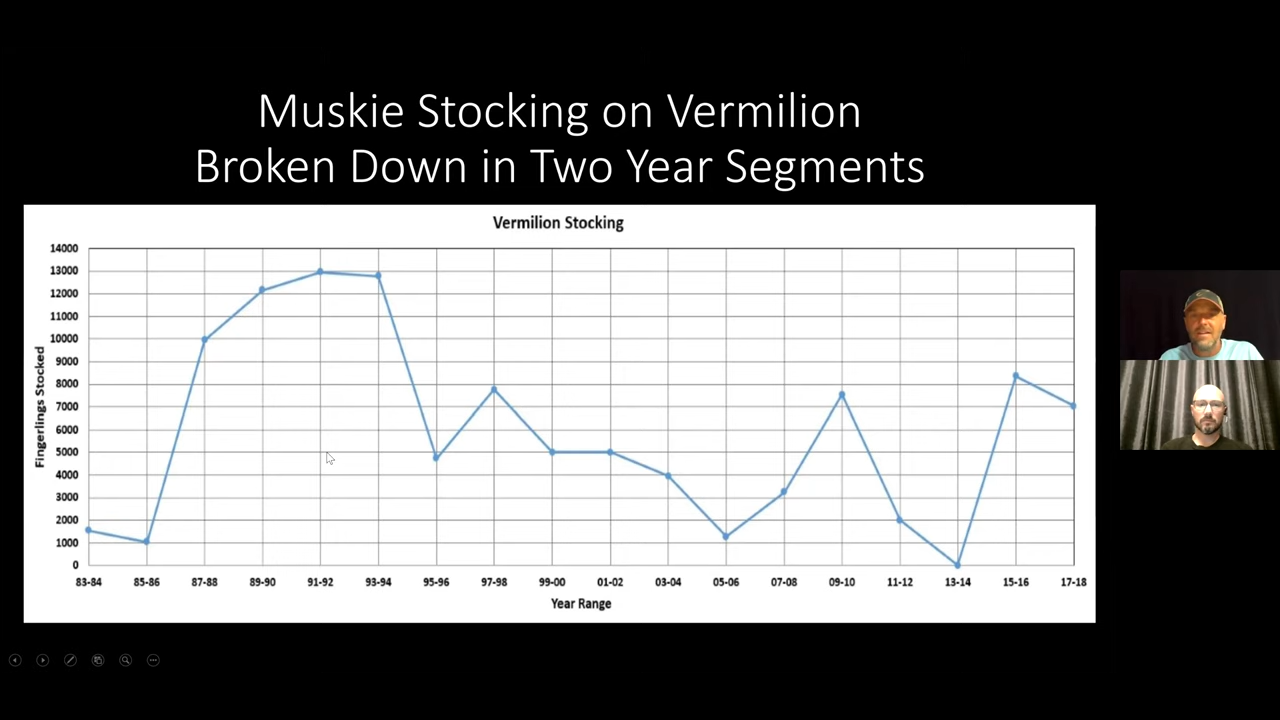 Muskie Stocking on Vermilion
Broken Down in Two Year Segments
Vermilion Stocking
14000
13000
12000
11000
10000
9000
8000
7000
6000
5000
4000
3000
2000
1000
0
Fingerlings Stocked
83-84 85-86 87-88 89-90 91-92 93-94 95-96 97-98 99-00 01-02 03-04 05-06 07-08 09-10 11-12 13-14 15-16 17-18
Year Range